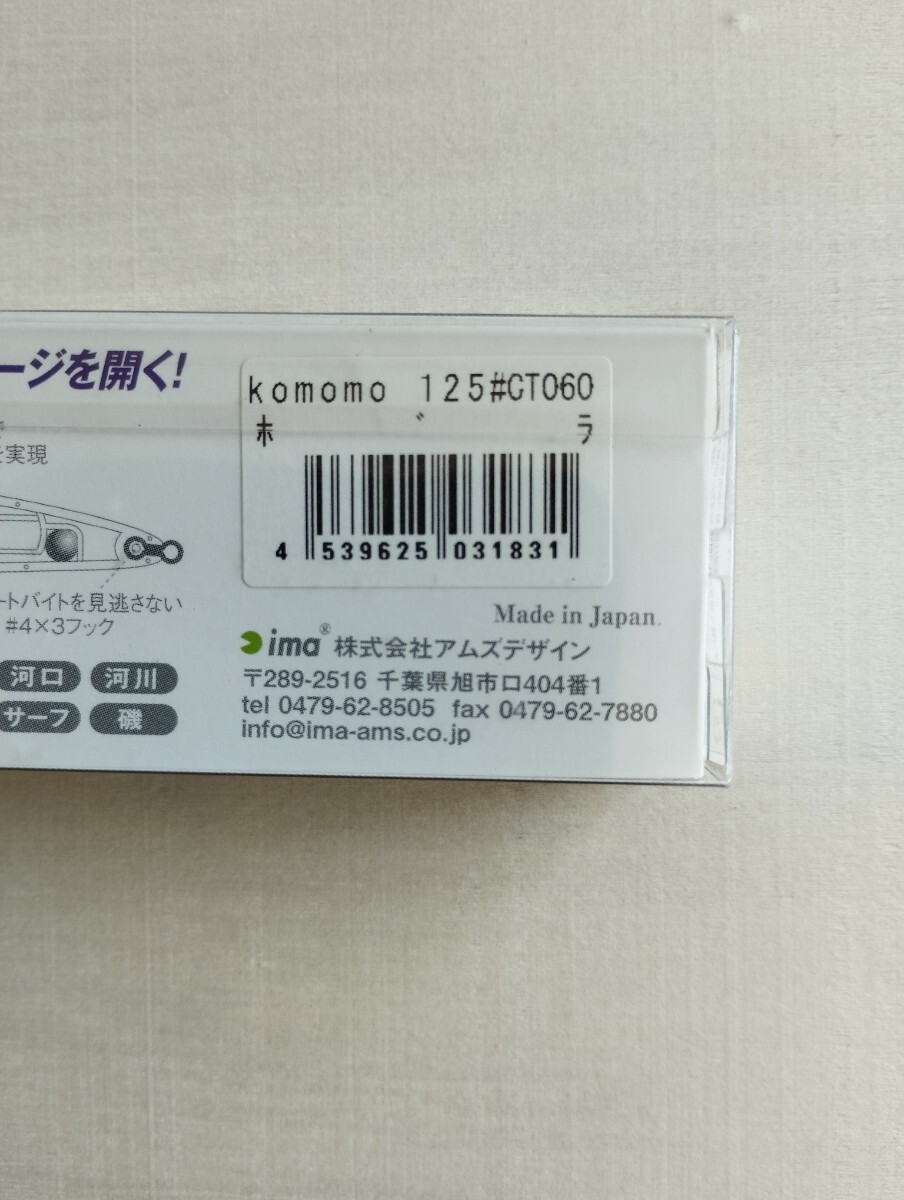 ージを開く!
komomo 125#CT060
ボラ
を実現
4 539625 031831
ートバイトを見逃さない
#4×3フック
Made in Japan.
河口 河川
サーフ 磯
ima® 株式会社アムズデザイン
〒289-2516 千葉県旭市ロ404番1
tel 0479-62-8505 fax 0479-62-7880
info@ima-ams.co.jp